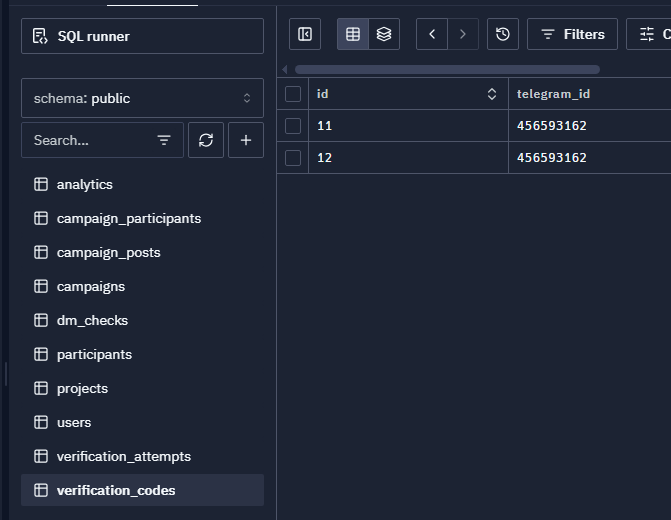 SQL runner
schema: public
Search...
analytics
campaign_participants
campaign_posts
campaigns
dm_checks
participants
projects
users
verification_attempts
verification_codes
Filters
id telegram_id
11 456593162
12 456593162